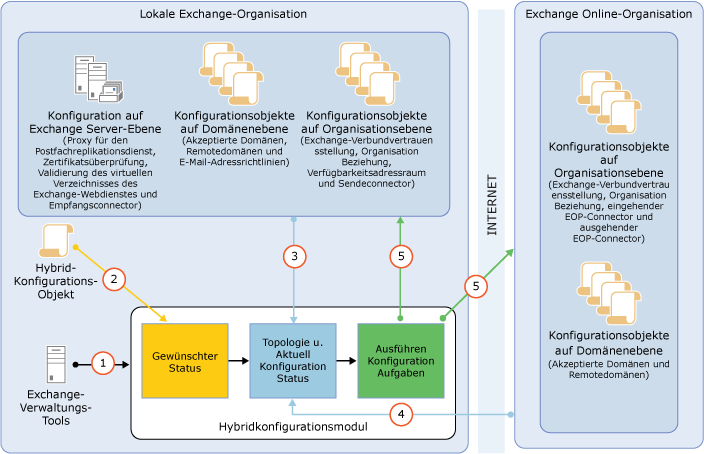 Lokale Exchange-Organisation
Konfiguration auf
Exchange Server-Ebene
(Proxy für den
Postfachreplikationsdienst,
Zertifikatsüberprüfung,
Validierung des virtuellen
Verzeichnisses des
Exchange-Webdienstes und
Empfangsconnector)
Konfigurationsobjekte
auf Domänenebene
(Akzeptierte Domänen,
Remotedomänen und
E-Mail-Adressrichtlinien)
Konfigurationsobjekte
auf Organisationsebene
(Exchange-Verbundvertrauen
sstellung, Organisation
Beziehung,
Verfügbarkeitsadressraum
und Sendeconnector)
Hybrid-
Konfigurations-
Objekt
2
3
5
1
Exchange-
Verwaltungs-
Tools
Gewünschter
Status
Topologie u.
Aktuell
Konfiguration
Status
Ausführen
Konfiguration
Aufgaben
4
Hybridkonfigurationsmodul
INTERNET
5
Exchange Online-Organisation
Konfigurationsobjekte
auf
Organisationsebene
(Exchange-Verbundvertrau
ensstellung, Organisation
Beziehung, eingehender
EOP-Connector und
ausgehender
EOP-Connector)
Konfigurationsobjekte
auf Domänenebene
(Akzeptierte Domänen und
Remotedomänen)